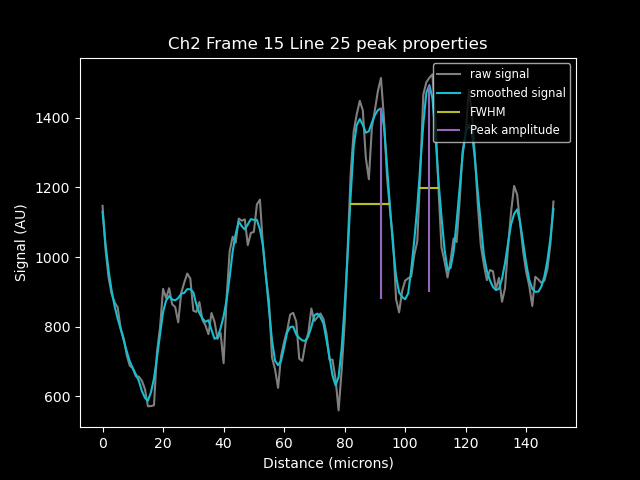 Ch2 Frame 15 Line 25 peak properties
raw signal
smoothed signal
FWHM
Peak amplitude
Signal (AU)
1400
1200
1000
800
600
0 20 40 60 80 100 120 140
Distance (microns)